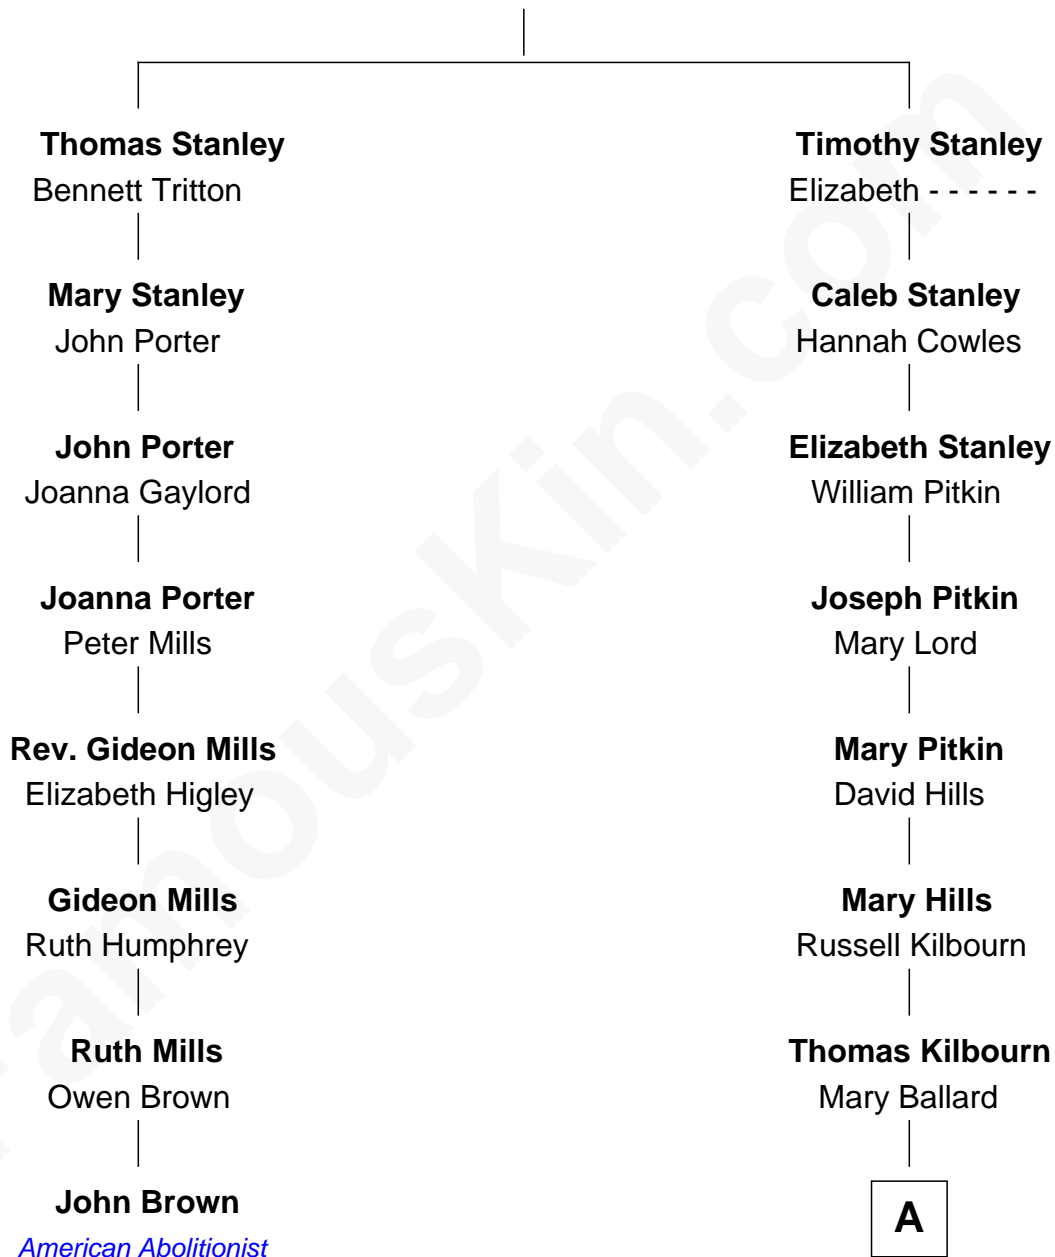 Thomas Stanley
Bennett Tritton
Mary Stanley
John Porter
John Porter
Joanna Gaylord
Joanna Porter
Peter Mills
Rev. Gideon Mills
Elizabeth Higley
Gideon Mills
Ruth Humphrey
Ruth Mills
Owen Brown
John Brown
American Abolitionist
Timothy Stanley
Elizabeth - - - - - -
Caleb Stanley
Hannah Cowles
Elizabeth Stanley
William Pitkin
Joseph Pitkin
Mary Lord
Mary Pitkin
David Hills
Mary Hills
Russell Kilbourn
Thomas Kilbourn
Mary Ballard
A
FamousKin.com